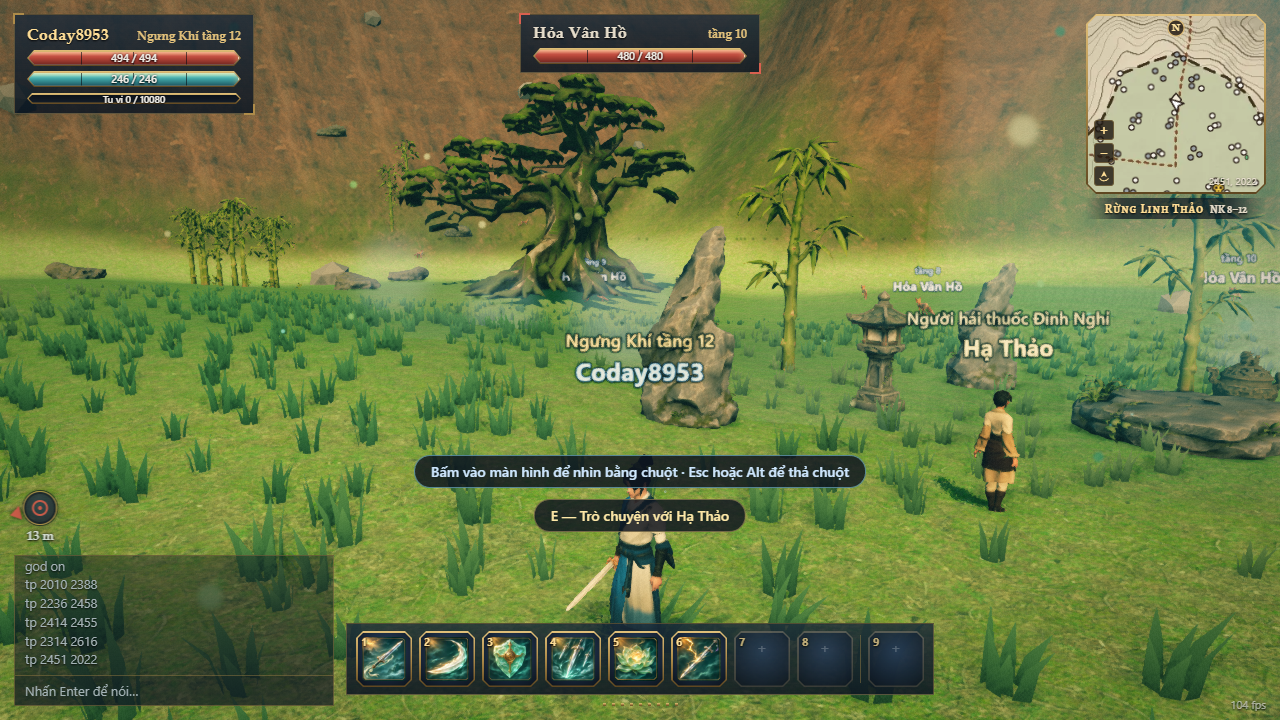 Coday8953 Ngưng Khí tầng 12
494 / 494
246 / 246
Tu vi 0 / 10080
Hỏa Vân Hồ tầng 10
480 / 480
N
+
−
RỪNG LINH THẢO NK 8–12
tầng 9
tầng 8
Hỏa Vân Hồ
tầng 10
Hỏa Vân Hồ
Người hái thuốc Đinh Nghi
Hạ Thảo
Ngưng Khí tầng 12
Coday8953
Bấm vào màn hình để nhìn bằng chuột · Esc hoặc Alt để thả chuột
E — Trò chuyện với Hạ Thảo
13 m
god on
tp 2010 2388
tp 2236 2458
tp 2414 2455
tp 2314 2616
tp 2451 2022
Nhấn Enter để nói...
1 2 3 4 5 6 7 8 9
104 fps